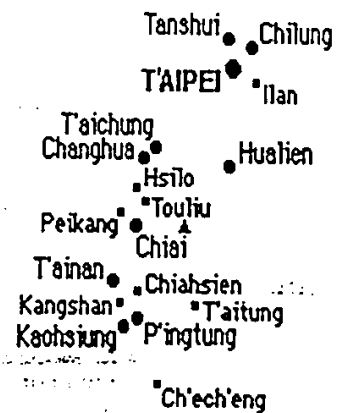 Tanshui
Chilung
T'AIPEI
Ilan
T'aichung
Changhua
Hualien
Hsilo
Touliu
Peikang
Chiai
T'ainan
Chiahsien
Kangshan
T'aitung
Kaohsiung
P'ingtung
Ch'ech'eng